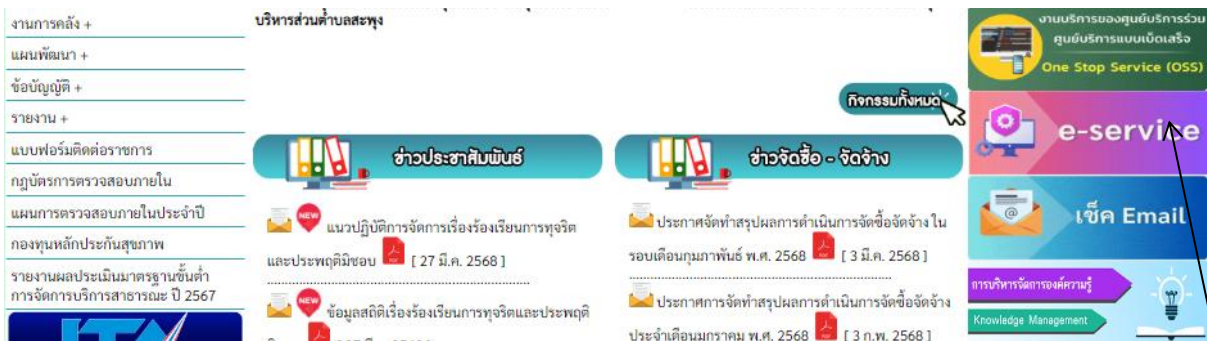 งานการคลัง +
แผนพัฒนา +
ข้อบัญญัติ +
รายงาน +
แบบฟอร์มติดต่อราชการ
กฎบัตรการตรวจสอบภายใน
แผนการตรวจสอบภายในประจำปี
กองทุนหลักประกันสุขภาพ
รายงานผลประเมินมาตรฐานขั้นต่ำ
การจัดการบริการสาธารณะ ปี 2567
บริหารส่วนตำบลสะพุง
กิจกรรมทั้งหมด
ข่าวประชาสัมพันธ์
NEW แนวปฏิบัติการจัดการเรื่องร้องเรียนการทุจริต
และประพฤติมิชอบ [ 27 มี.ค. 2568 ]
NEW ข้อมูลสถิติเรื่องร้องเรียนการทุจริตและประพฤติ
ข่าวจัดซื้อ - จัดจ้าง
ประกาศจัดทำสรุปผลการดำเนินการจัดซื้อจัดจ้าง ใน
รอบเดือนกุมภาพันธ์ พ.ศ. 2568 [ 3 มี.ค. 2568 ]
ประกาศการจัดทำสรุปผลการดำเนินการจัดซื้อจัดจ้าง
ประจำเดือนมกราคม พ.ศ. 2568 [ 3 ก.พ. 2568 ]
งานบริการของศูนย์บริการร่วม
ศูนย์บริการแบบเบ็ดเสร็จ
One Stop Service (OSS)
e-service
เช็ค Email
การบริหารจัดการองค์ความรู้
Knowledge Management